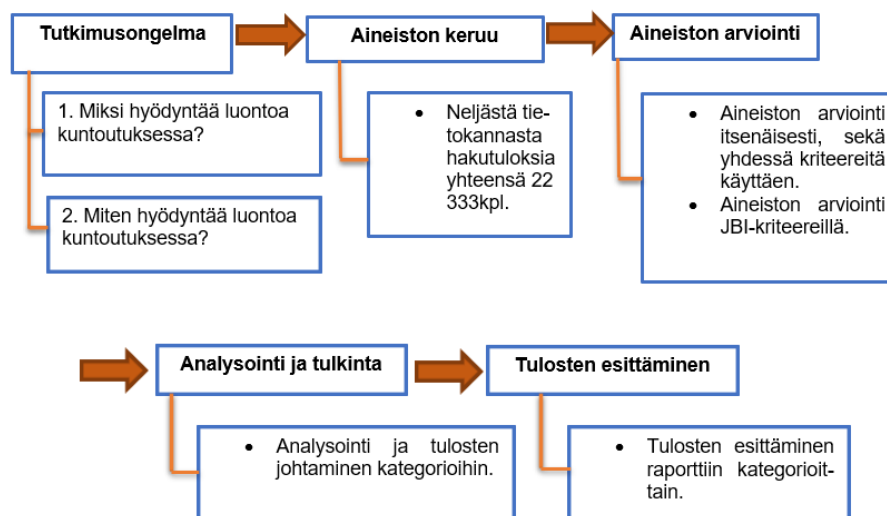 Tutkimusongelma
1. Miksi hyödyntää luontoa
kuntoutuksessa?
2. Miten hyödyntää luontoa
kuntoutuksessa?
Aineiston keruu
• Neljästä tie-
tokannasta
hakutuloksia
yhteensä 22
333kpl.
Aineiston arviointi
• Aineiston arviointi
itsenäisesti, sekä
yhdessä kriteereitä
käyttäen.
• Aineiston arviointi
JBI-kriteereillä.
Analysointi ja tulkinta
• Analysointi ja tulosten
johtaminen kategorioihin.
Tulosten esittäminen
• Tulosten esittäminen
raporttiin kategorioit-
tain.